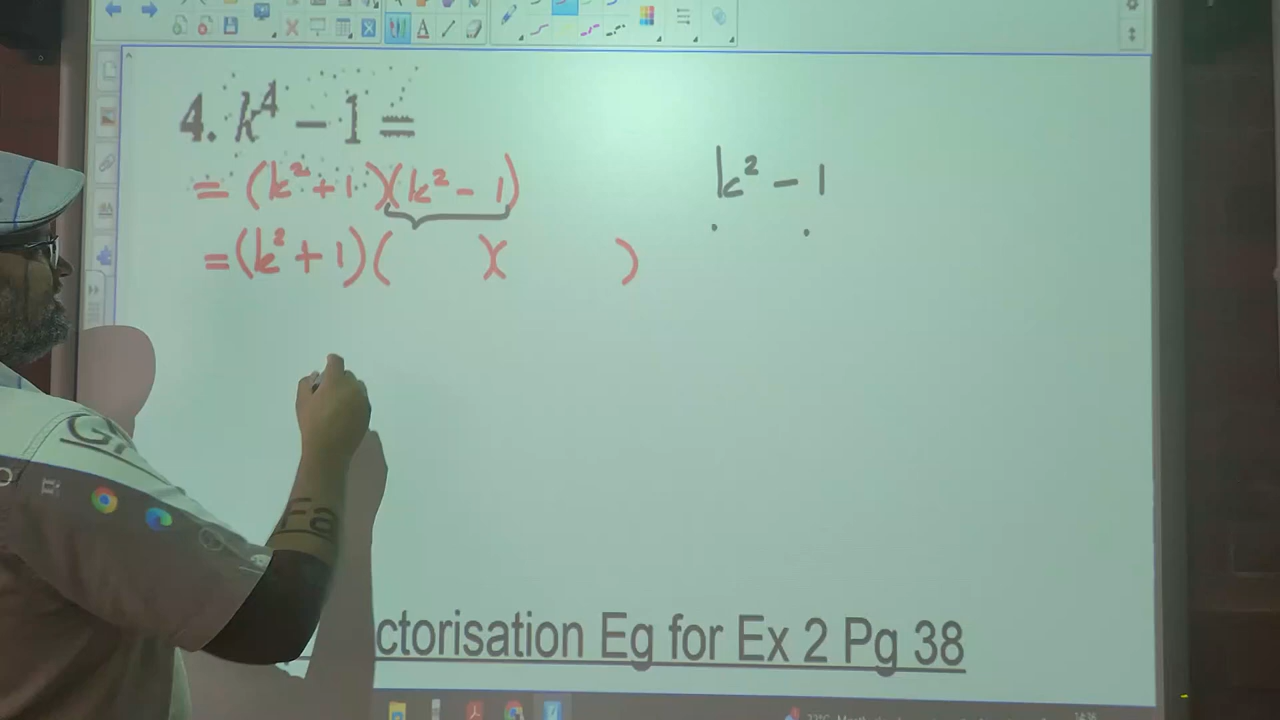 4. k⁴ – 1 =
= (k² + 1)(k² – 1)
k² – 1
= (k² + 1)(      )(      )
ctorisation Eg for Ex 2 Pg 38